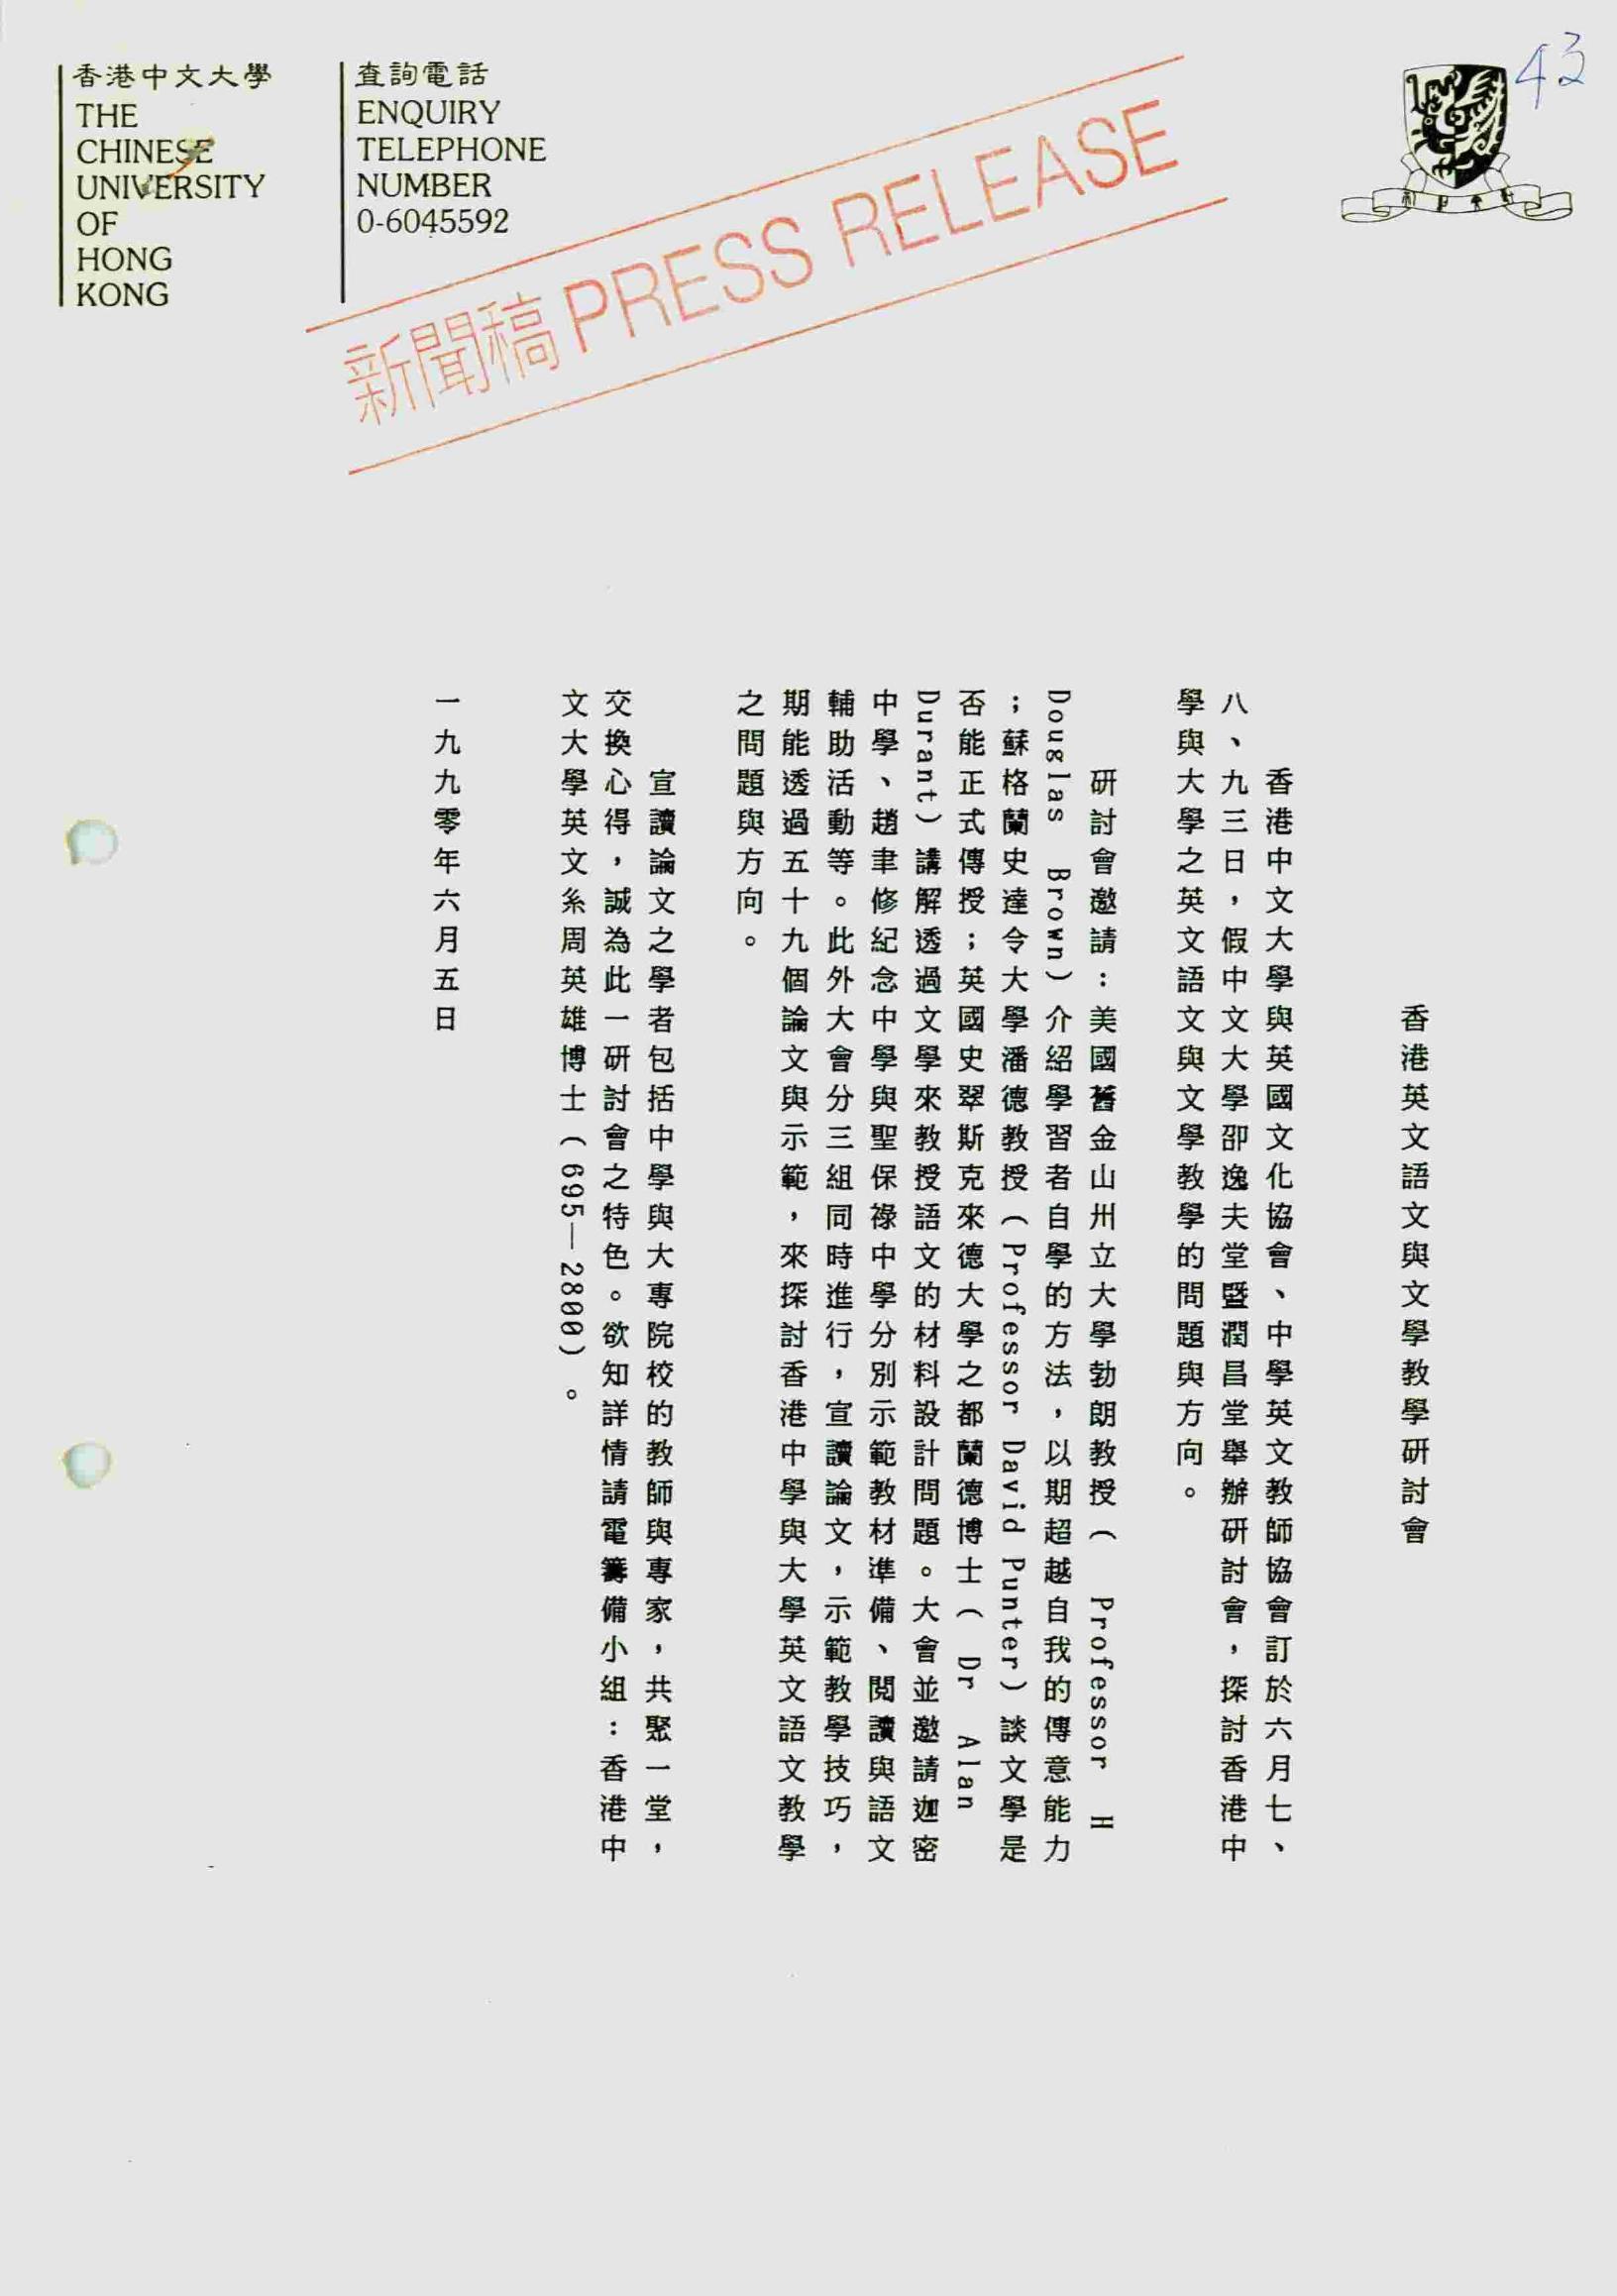 香港中文大學
THE
CHINESE
UNIVERSITY
OF
HONG
KONG
查詢電話
ENQUIRY
TELEPHONE
NUMBER
0-6045592
新聞稿 PRESS RELEASE
43
香港英文語文與文學教學研討會
香港中文大學與英國文化協會、中學英文教師協會訂於六月七、
八、九三日，假中文大學邵逸夫堂暨潤昌堂舉辦研討會，探討香港中
學與大學之英文語文與文學教學的問題與方向。
研討會邀請：美國舊金山州立大學勃朗教授（ Professor H
Douglas Brown）介紹學習者自學的方法，以期超越自我的傳意能力
；蘇格蘭史達令大學潘德教授（Professor David Punter）談文學是
否能正式傳授；英國史翠斯克來德大學之都蘭德博士（ Dr Alan
Durant）講解透過文學來教授語文的材料設計問題。大會並邀請迦密
中學、趙聿修紀念中學與聖保祿中學分別示範教材準備、閱讀與語文
輔助活動等。此外大會分三組同時進行，宣讀論文，示範教學技巧，
期能透過五十九個論文與示範，來探討香港中學與大學英文語文教學
之問題與方向。
宣讀論文之學者包括中學與大專院校的教師與專家，共聚一堂，
交換心得，誠為此一研討會之特色。欲知詳情請電籌備小組：香港中
文大學英文系周英雄博士（695—2800）。
一九九零年六月五日